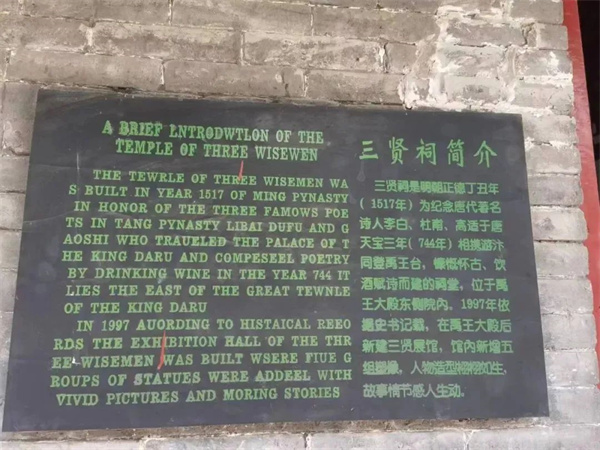 A BRIEF LNTRODWTLON OF THE
TEMPLE OF THREE WISEWEN
THE TEWRLE OF THREE WISEMEN WA
S BUILT IN YEAR 1517 OF MING PYNASTY
IN HONOR OF THE THREE FAMOWS POE
TS IN TANG PYNASTY LIBAI DUFU AND G
AOSHI WHO TRAUELED THE PALACE OF T
HE KING DARU AND COMPESEEL POETRY
BY DRINKING WINE IN THE YEAR 744 IT
LIES THE EAST OF THE GREAT TEWNLE
OF THE KING DARU
IN 1997 AUORDING TO HISTAICAL RBEO
RDS THE EXHIBITION HALL OF THE THR
EE-WISEMEN WAS BUILT WSERE FIUE G
ROUPS OF STATUES WERE ADDEEL WITH
VIVID PICTURES AND MORING STORIES
三贤祠简介
三贤祠是明朝正德丁丑年
(1517年)为纪念唐代著名
诗人李白、杜甫、高适于唐
天宝三年(744年)相携游汴
同登禹王台，慷慨怀古、饮
酒赋诗而建的祠堂，位于禹
王大殿东侧院内，1997年依
据史书记载，在禹王大殿后
新建三贤展馆，馆内新增五
组塑像，人物造型栩栩如生，
故事情节感人生动。